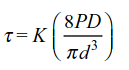 τ = K (8PD / πd³)